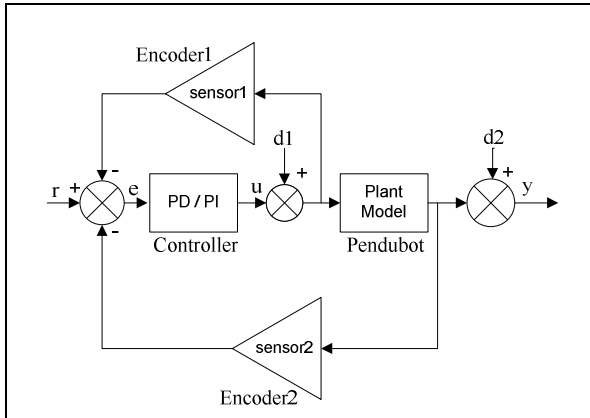 Encoder1
sensor1
d1
d2
r
+
-
e
PD / PI
u
+
Plant
Model
+
y
-
Controller
Pendubot
sensor2
Encoder2